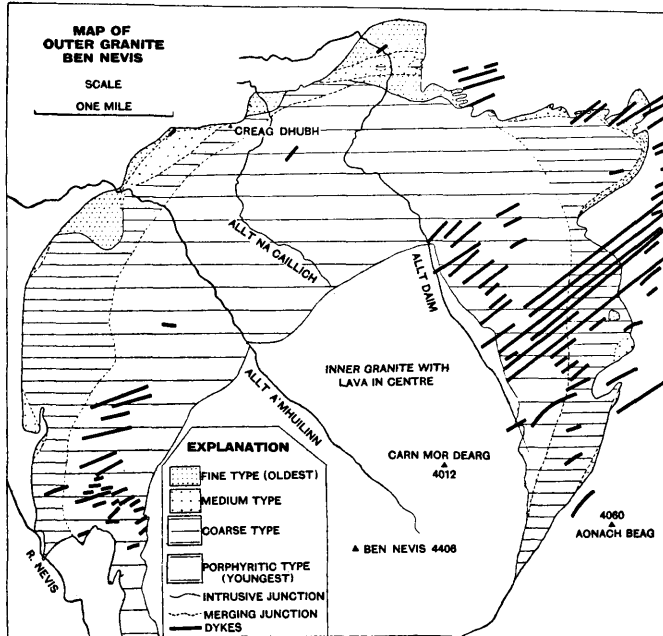 MAP OF
OUTER GRANITE
BEN NEVIS
SCALE
ONE MILE
CREAG DHUBH
ALLT NA CAILLICH
ALLT DAIM
INNER GRANITE WITH
LAVA IN CENTRE
ALLT A'MHUILINN
CARN MOR DEARG
4012
4060
AONACH BEAG
BEN NEVIS 4406
R. NEVIS
EXPLANATION
FINE TYPE (OLDEST)
MEDIUM TYPE
COARSE TYPE
PORPHYRITIC TYPE
(YOUNGEST)
INTRUSIVE JUNCTION
MERGING JUNCTION
DYKES